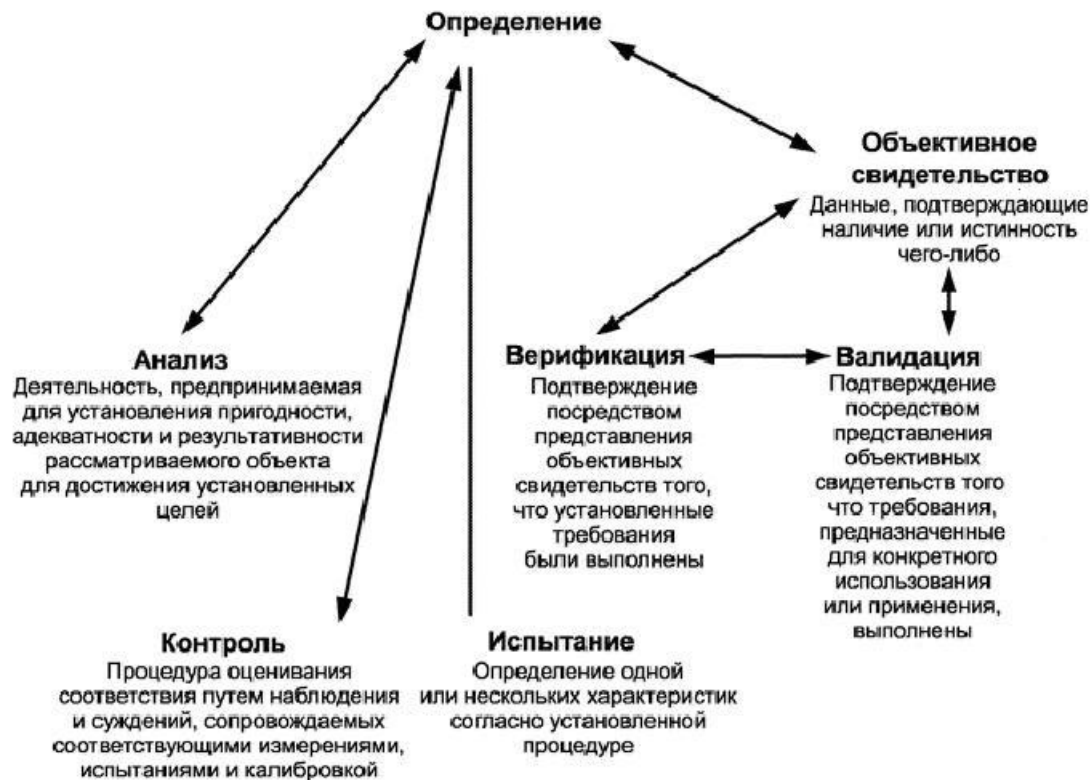 Определение
Объективное
свидетельство
Данные, подтверждающие
наличие или истинность
чего-либо
Анализ
Деятельность, предпринимаемая
для установления пригодности,
адекватности и результативности
рассматриваемого объекта
для достижения установленных
целей
Верификация
Подтверждение
посредством
представления
объективных
свидетельств того,
что установленные
требования
были выполнены
Валидация
Подтверждение
посредством
представления
объективных
свидетельств того
что требования,
предназначенные
для конкретного
использования
или применения,
выполнены
Контроль
Процедура оценивания
соответствия путем наблюдения
и суждений, сопровождаемых
соответствующими измерениями,
испытаниями и калибровкой
Испытание
Определение одной
или нескольких характеристик
согласно установленной
процедуре